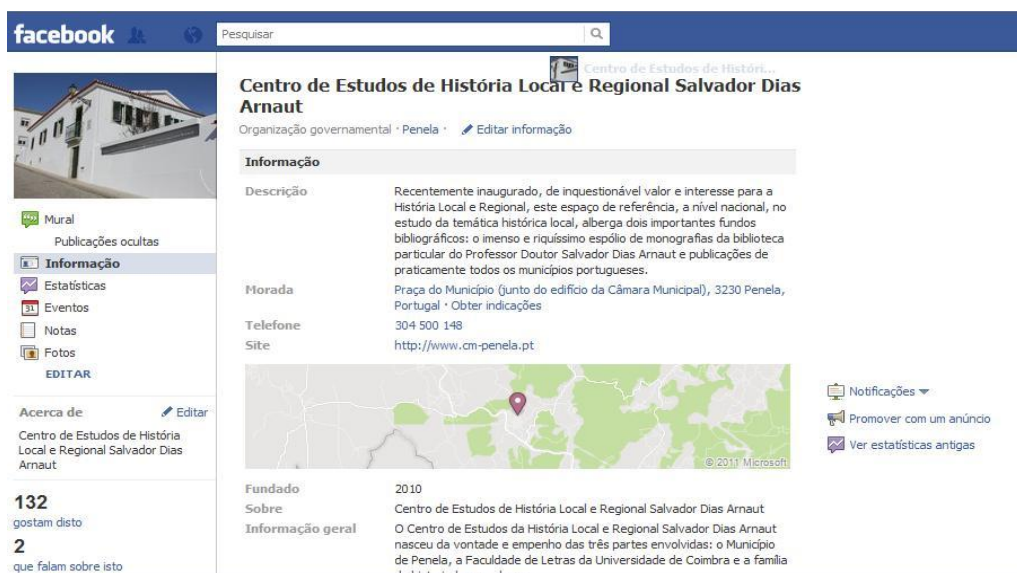 facebook
Pesquisar
Centro de Estudos de Históri...
Centro de Estudos de História Local e Regional Salvador Dias
Arnaut
Organização governamental · Penela · Editar informação
Mural
Publicações ocultas
Informação
Estatísticas
31 Eventos
Notas
Fotos
EDITAR
Acerca de Editar
Centro de Estudos de História
Local e Regional Salvador Dias
Arnaut
132
gostam disto
2
que falam sobre isto
Informação
Descrição Recentemente inaugurado, de inquestionável valor e interesse para a
História Local e Regional, este espaço de referência, a nível nacional, no
estudo da temática histórica local, alberga dois importantes fundos
bibliográficos: o imenso e riquíssimo espólio de monografias da biblioteca
particular do Professor Doutor Salvador Dias Arnaut e publicações de
praticamente todos os municípios portugueses.
Morada Praça do Município (junto do edifício da Câmara Municipal), 3230 Penela,
Portugal · Obter indicações
Telefone 304 500 148
Site http://www.cm-penela.pt
© 2011 Microsoft
Fundado 2010
Sobre Centro de Estudos de História Local e Regional Salvador Dias Arnaut
Informação geral O Centro de Estudos da História Local e Regional Salvador Dias Arnaut
nasceu da vontade e empenho das três partes envolvidas: o Município
de Penela, a Faculdade de Letras da Universidade de Coimbra e a família
Notificações
Promover com um anúncio
Ver estatísticas antigas